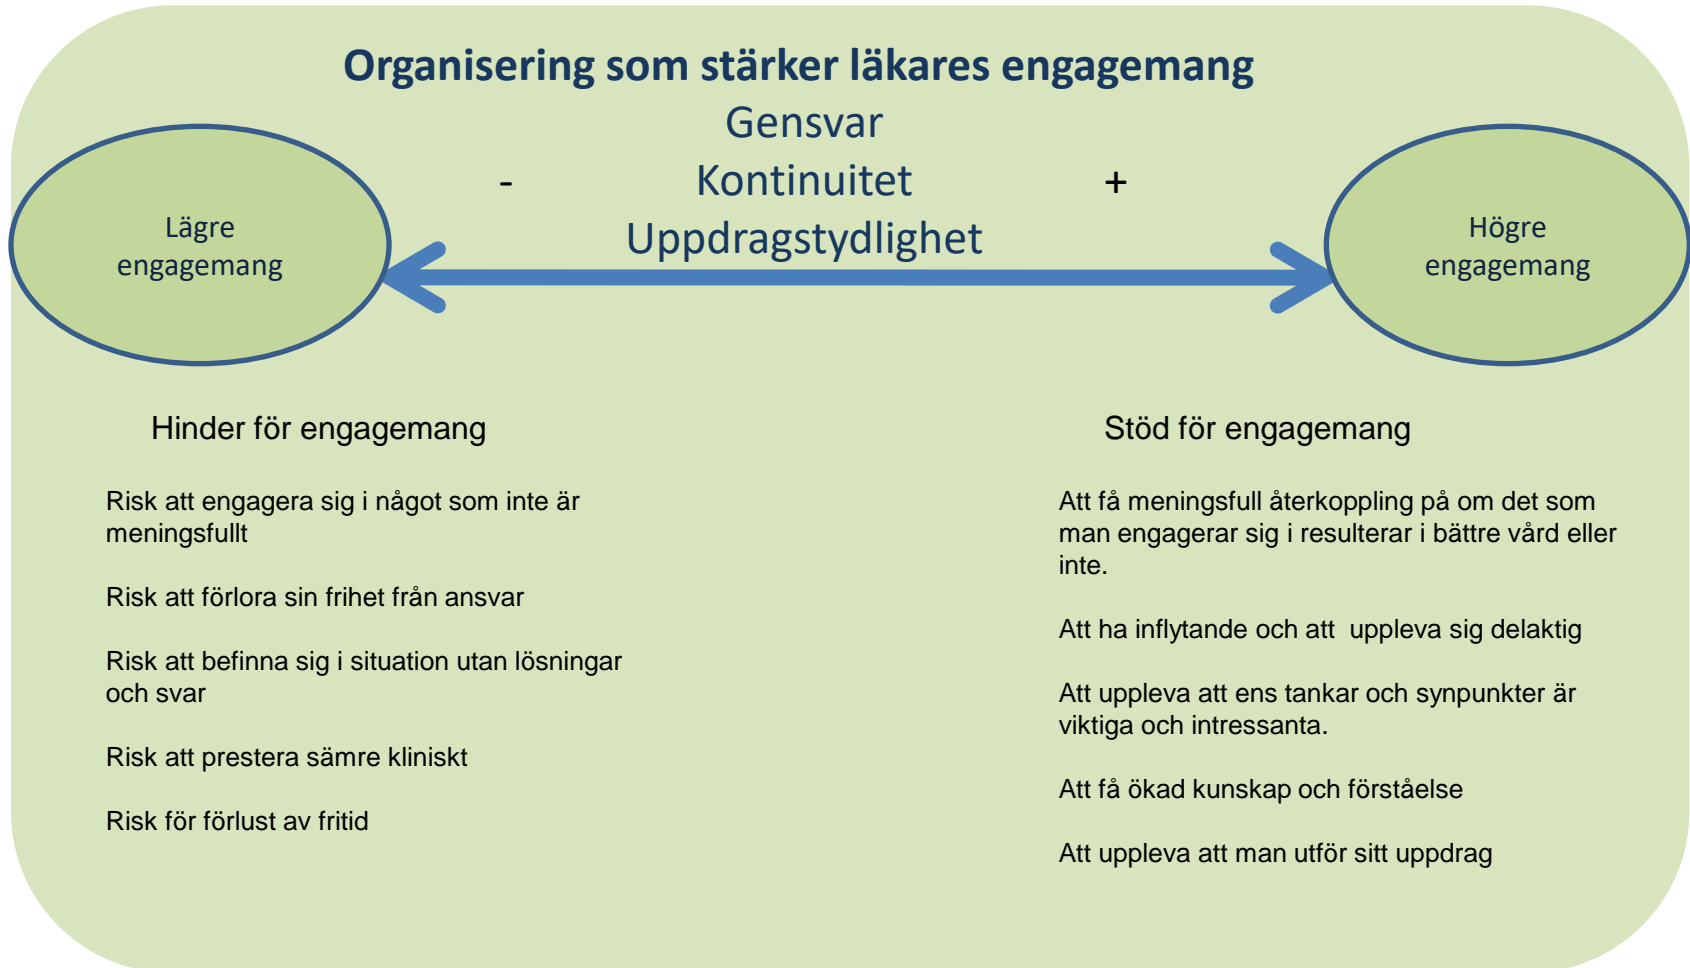 Organisering som stärker läkares engagemang
Gensvar
- Kontinuitet +
Uppdragstydlighet
Lägre
engagemang
Högre
engagemang
Hinder för engagemang
Risk att engagera sig i något som inte är
meningsfullt
Risk att förlora sin frihet från ansvar
Risk att befinna sig i situation utan lösningar
och svar
Risk att prestera sämre kliniskt
Risk för förlust av fritid
Stöd för engagemang
Att få meningsfull återkoppling på om det som
man engagerar sig i resulterar i bättre vård eller
inte.
Att ha inflytande och att uppleva sig delaktig
Att uppleva att ens tankar och synpunkter är
viktiga och intressanta.
Att få ökad kunskap och förståelse
Att uppleva att man utför sitt uppdrag